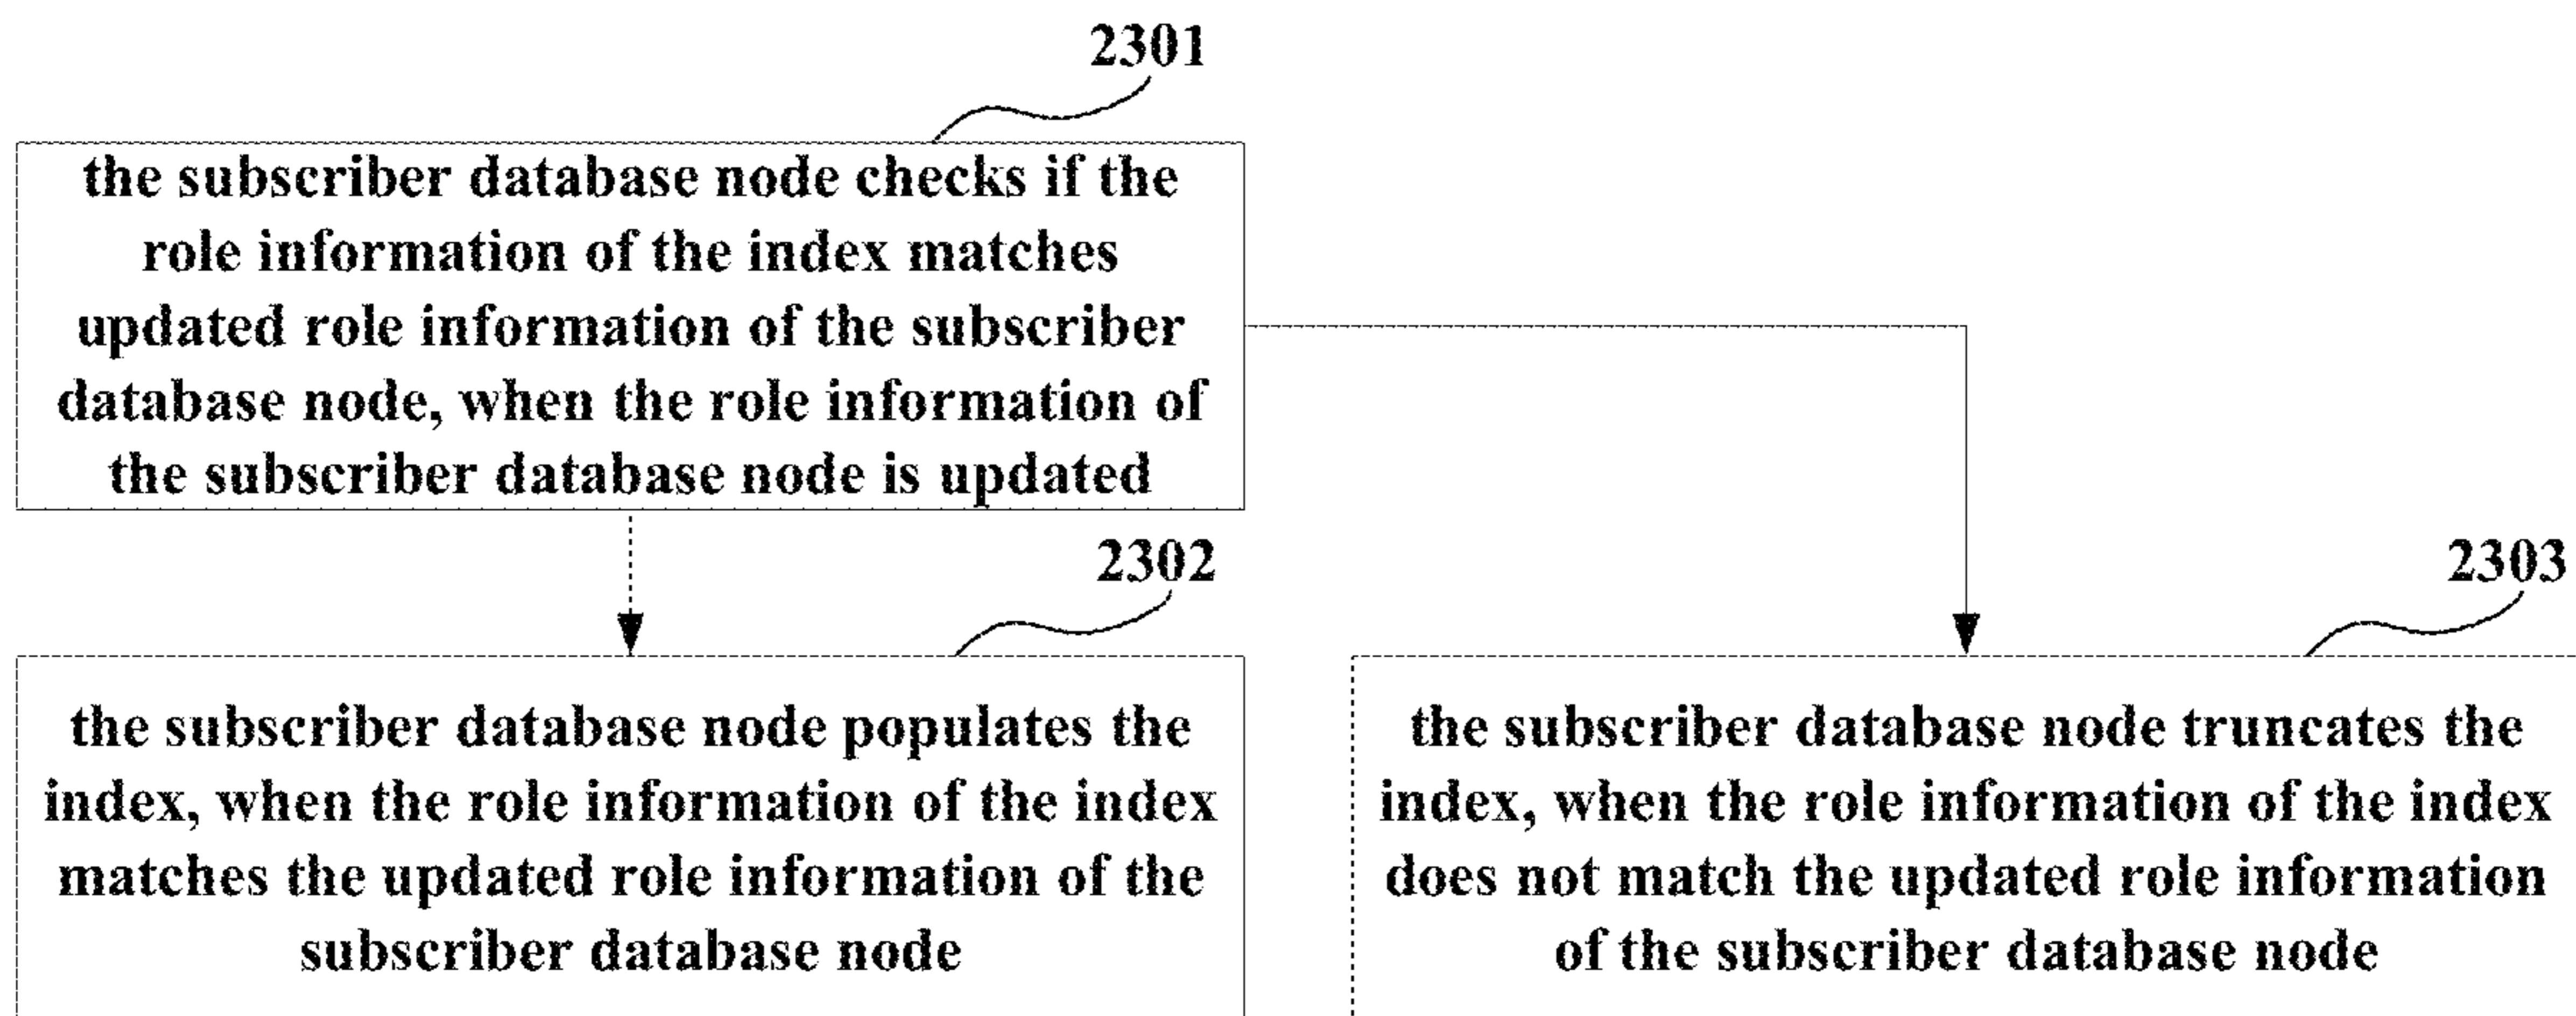 2301
the subscriber database node checks if the
role information of the index matches
updated role information of the subscriber
database node, when the role information of
the subscriber database node is updated
2302
the subscriber database node populates the
index, when the role information of the index
matches the updated role information of the
subscriber database node
2303
the subscriber database node truncates the
index, when the role information of the index
does not match the updated role information
of the subscriber database node